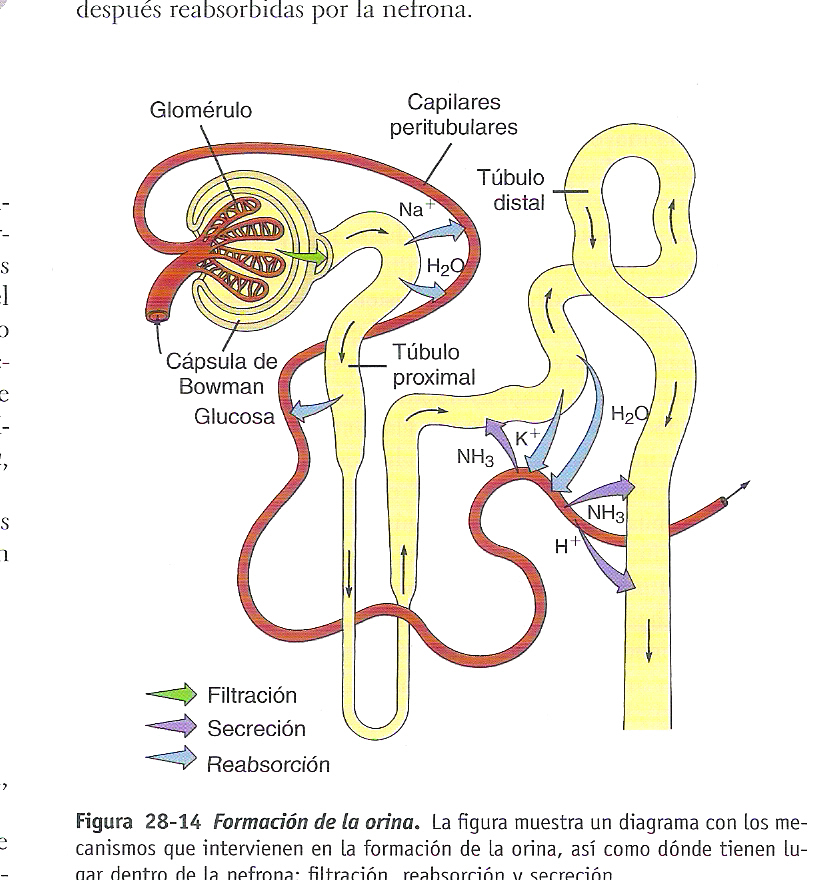 después reabsorbidas por la nefrona.
Glomérulo
Capilares
peritubulares
Túbulo
distal
Na⁺
H₂O
Cápsula de
Bowman
Túbulo
proximal
Glucosa
H₂O
K⁺
NH₃
NH₃
H⁺
Filtración
Secreción
Reabsorción
Figura 28-14 Formación de la orina. La figura muestra un diagrama con los me-
canismos que intervienen en la formación de la orina, así como dónde tienen lu-
gar dentro de la nefrona: filtración, reabsorción y secreción.